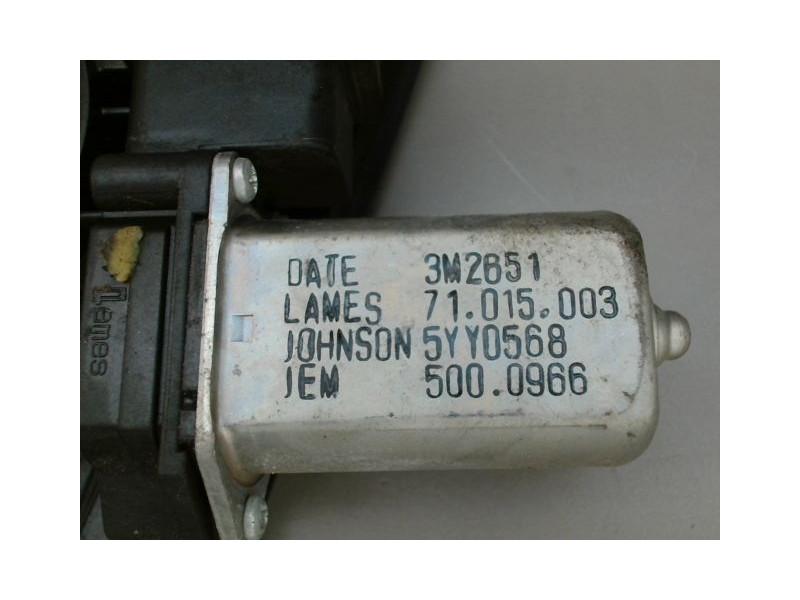 DATE 3M2651
LAMES 71.015.003
JOHNSON 5YY0568
JEM 500.0966
Lames